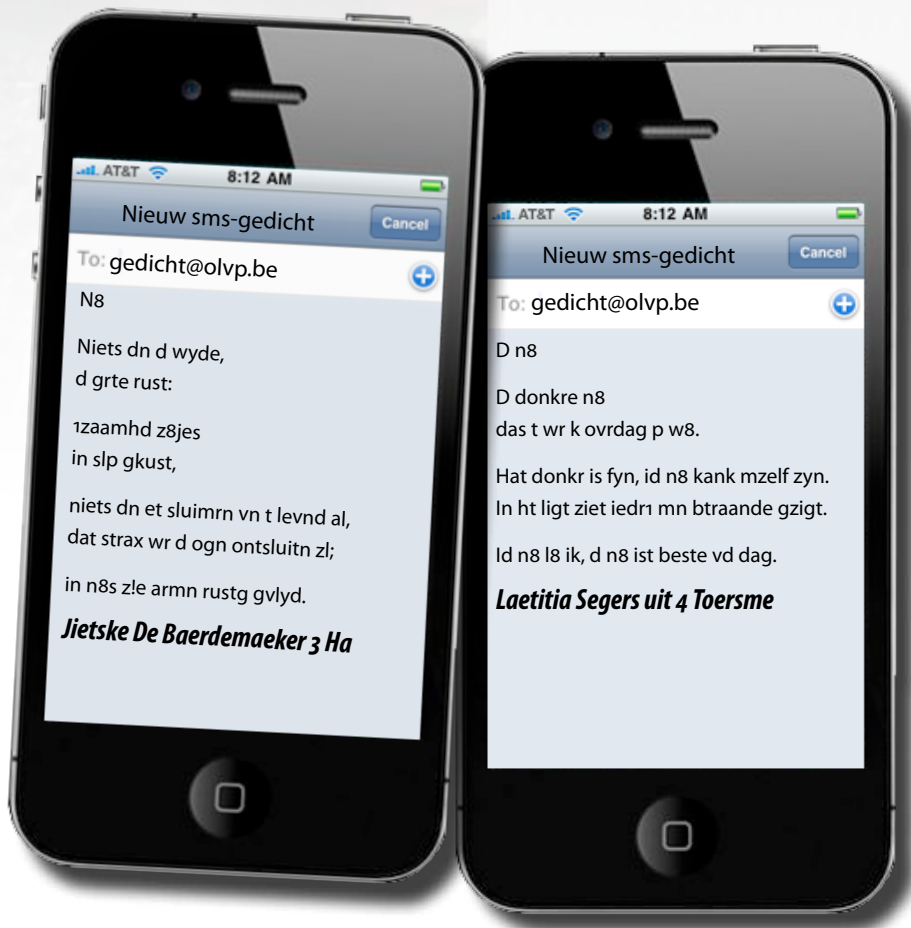 AT&T 8:12 AM
Nieuw sms-gedicht Cancel
To: gedicht@olvp.be
N8
Niets dn d wyde,
d grte rust:
1zaamhd z8jes
in slp gkust,
niets dn et sluimrn vn t levnd al,
dat strax wr d ogn ontsluitn zl;
in n8s z!e armn rustg gvlyd.
Jietske De Baerdemaeker 3 Ha
AT&T 8:12 AM
Nieuw sms-gedicht Cancel
To: gedicht@olvp.be
D n8
D donkre n8
das t wr k ovrdag p w8.
Hat donkr is fyn, id n8 kank mzelf zyn.
In ht ligt ziet iedr1 mn btraande gzigt.
Id n8 l8 ik, d n8 ist beste vd dag.
Laetitia Segers uit 4 Toersme